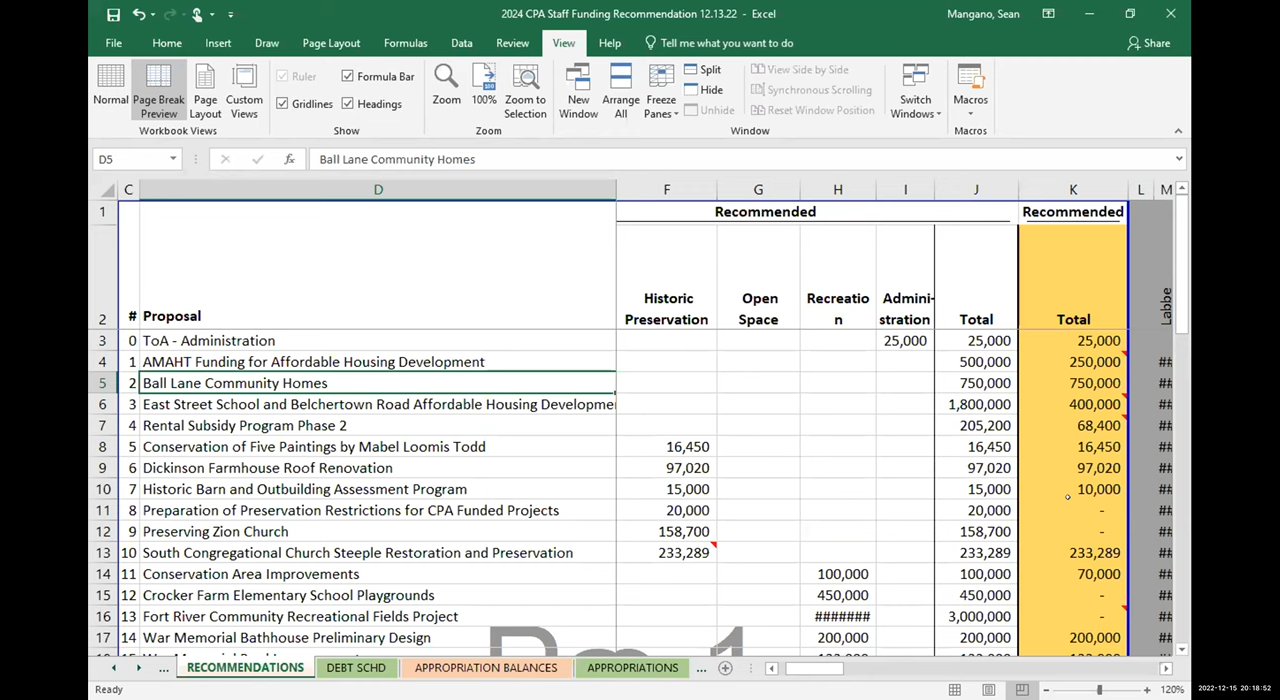 2024 CPA Staff Funding Recommendation 12.13.22 - Excel
Mangano, Sean
File Home Insert Draw Page Layout Formulas Data Review View Help Tell me what you want to do Share
Normal Page Break Preview Page Layout Custom Views
Workbook Views
Ruler Formula Bar
Gridlines Headings
Show
Zoom 100% Zoom to Selection
Zoom
New Window Arrange All Freeze Panes
Split
Hide
Unhide
View Side by Side
Synchronous Scrolling
Reset Window Position
Window
Switch Windows
Macros
Macros
D5 fx Ball Lane Community Homes
C D F G H I J K L M
1 Recommended Recommended
2 # Proposal Historic Preservation Open Space Recreation Admini-stration Total Total Labbe
3 0 ToA - Administration 25,000 25,000 25,000
4 1 AMAHT Funding for Affordable Housing Development 500,000 250,000 ##
5 2 Ball Lane Community Homes 750,000 750,000 ##
6 3 East Street School and Belchertown Road Affordable Housing Developme 1,800,000 400,000 ##
7 4 Rental Subsidy Program Phase 2 205,200 68,400 ##
8 5 Conservation of Five Paintings by Mabel Loomis Todd 16,450 16,450 16,450 ##
9 6 Dickinson Farmhouse Roof Renovation 97,020 97,020 97,020 ##
10 7 Historic Barn and Outbuilding Assessment Program 15,000 15,000 10,000 ##
11 8 Preparation of Preservation Restrictions for CPA Funded Projects 20,000 20,000 - ##
12 9 Preserving Zion Church 158,700 158,700 - ##
13 10 South Congregational Church Steeple Restoration and Preservation 233,289 233,289 233,289 ##
14 11 Conservation Area Improvements 100,000 100,000 70,000 ##
15 12 Crocker Farm Elementary School Playgrounds 450,000 450,000 - ##
16 13 Fort River Community Recreational Fields Project ####### 3,000,000 - ##
17 14 War Memorial Bathhouse Preliminary Design 200,000 200,000 200,000 ##
... RECOMMENDATIONS DEBT SCHD APPROPRIATION BALANCES APPROPRIATIONS ...
Ready 120%
2022-12-15 20:18:52